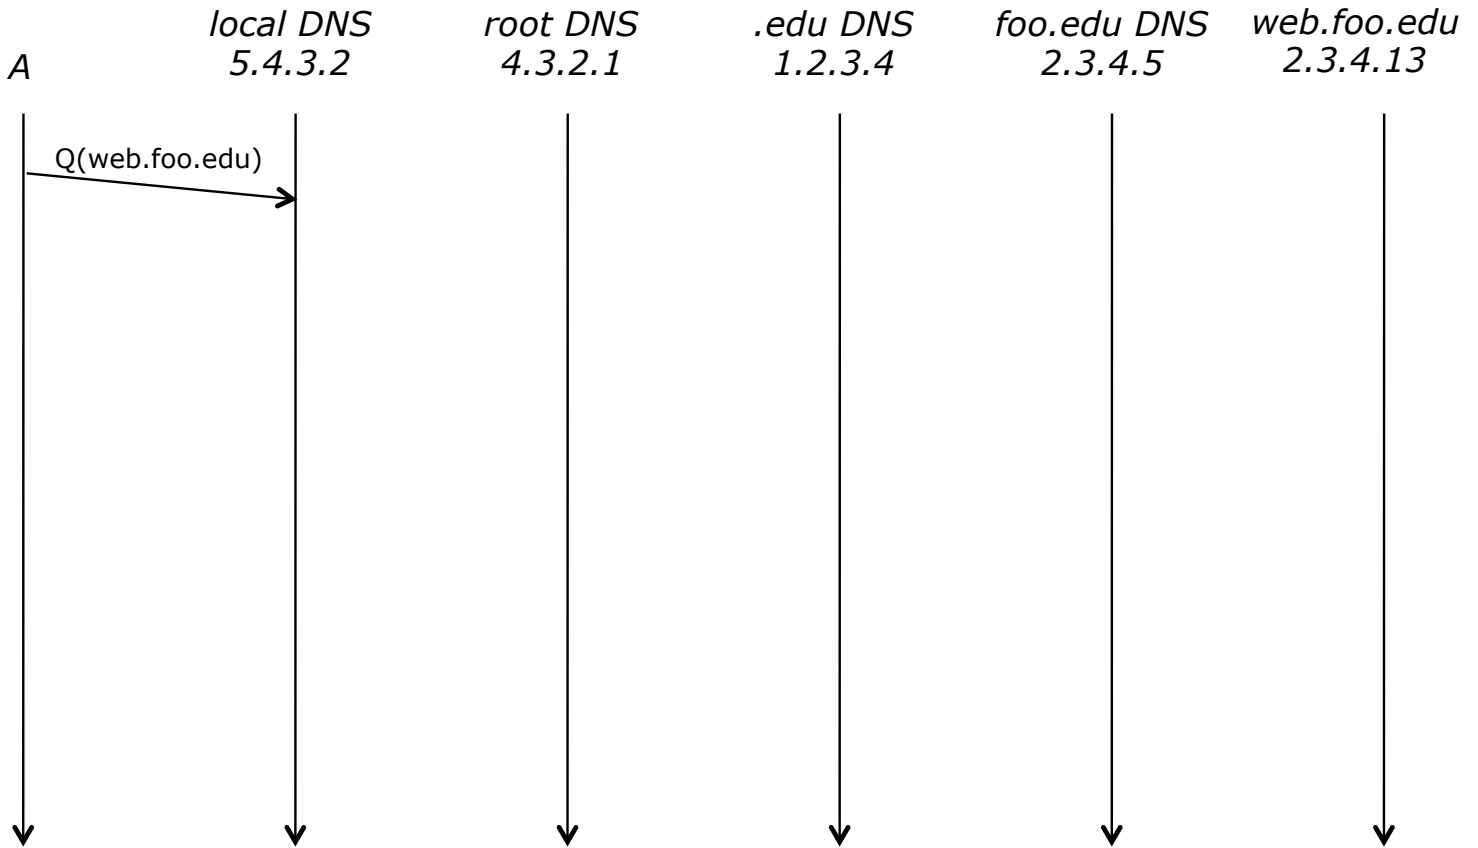 A
local DNS
5.4.3.2
root DNS
4.3.2.1
.edu DNS
1.2.3.4
foo.edu DNS
2.3.4.5
web.foo.edu
2.3.4.13
Q(web.foo.edu)